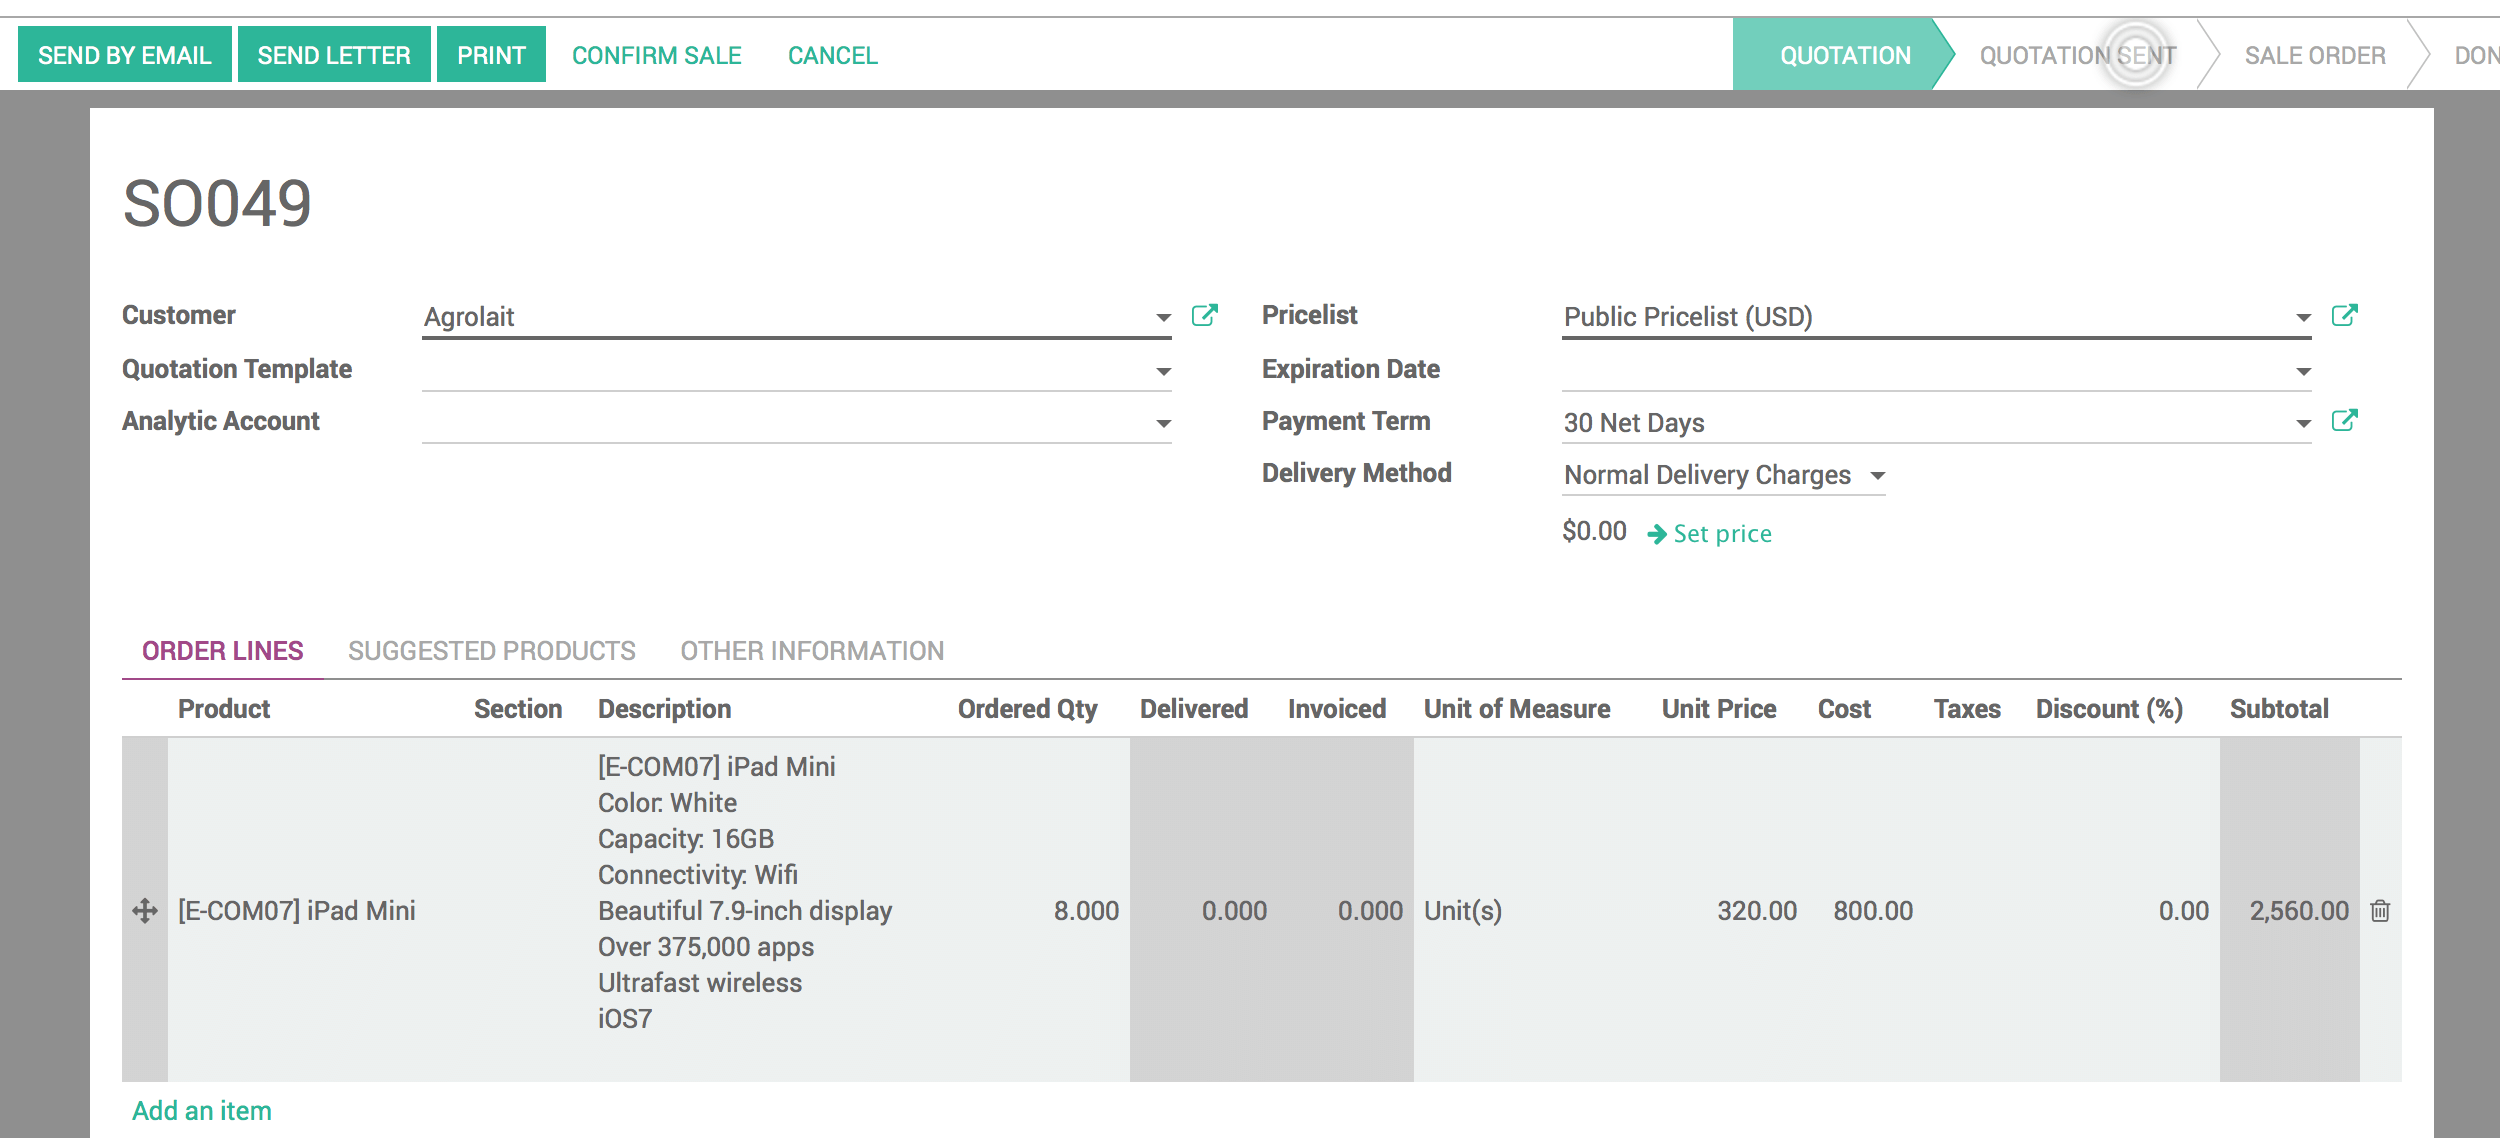 SEND BY EMAIL SEND LETTER PRINT CONFIRM SALE CANCEL QUOTATION QUOTATION SENT SALE ORDER DON
SO049
Customer Agrolait Pricelist Public Pricelist (USD)
Quotation Template Expiration Date
Analytic Account Payment Term 30 Net Days
Delivery Method Normal Delivery Charges
$0.00 Set price
ORDER LINES SUGGESTED PRODUCTS OTHER INFORMATION
Product Section Description Ordered Qty Delivered Invoiced Unit of Measure Unit Price Cost Taxes Discount (%) Subtotal
[E-COM07] iPad Mini
Color: White
Capacity: 16GB
Connectivity: Wifi
[E-COM07] iPad Mini Beautiful 7.9-inch display 8.000 0.000 0.000 Unit(s) 320.00 800.00 0.00 2,560.00
Over 375,000 apps
Ultrafast wireless
iOS7
Add an item